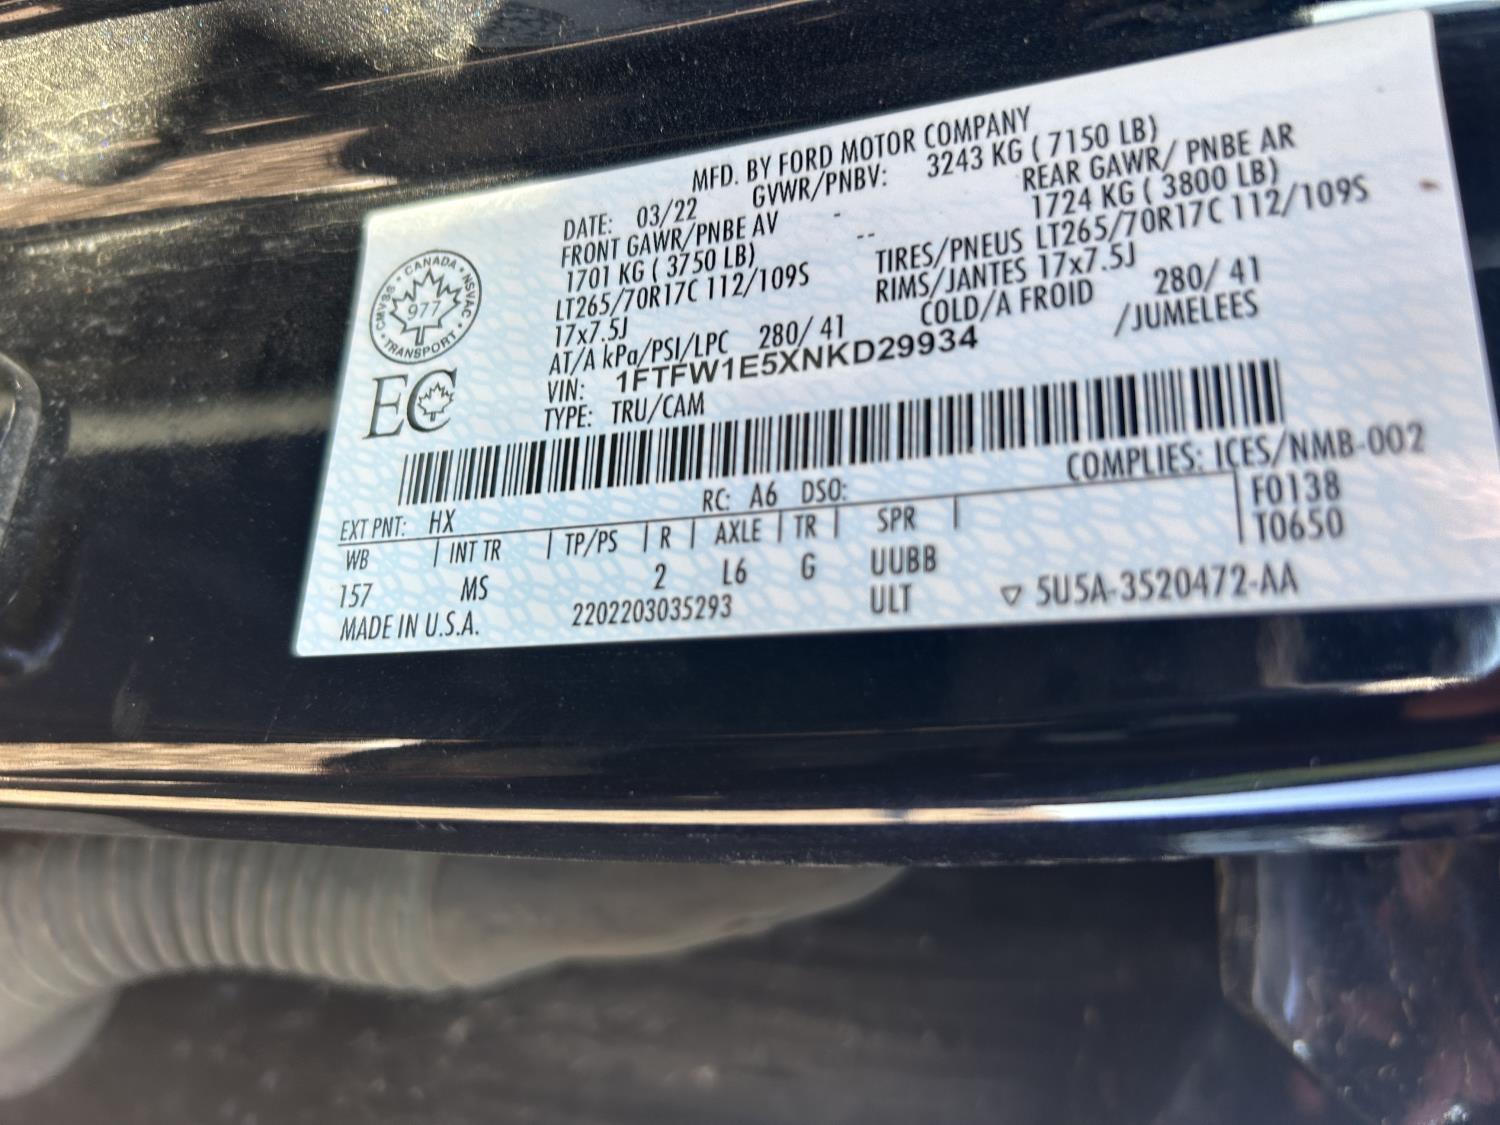 MFD. BY FORD MOTOR COMPANY
DATE: 03/22 GVWR/PNBV: 3243 KG ( 7150 LB)
FRONT GAWR/PNBE AV - REAR GAWR/ PNBE AR
1701 KG ( 3750 LB) -- 1724 KG ( 3800 LB)
LT265/70R17C 112/109S TIRES/PNEUS LT265/70R17C 112/109S
17x7.5J RIMS/JANTES 17x7.5J
AT/A kPa/PSI/LPC 280/ 41 COLD/A FROID 280/ 41
VIN: 1FTFW1E5XNKD29934 /JUMELEES
TYPE: TRU/CAM
CANADA
CMVSS NSVAC
977
TRANSPORT
EC
COMPLIES: ICES/NMB-002
EXT PNT: HX RC: A6 DSO: F0138
WB | INT TR | TP/PS | R | AXLE | TR | SPR | T0650
157 MS 2 L6 G UUBB
MADE IN U.S.A. 2202203035293 ULT ▽ 5U5A-3520472-AA